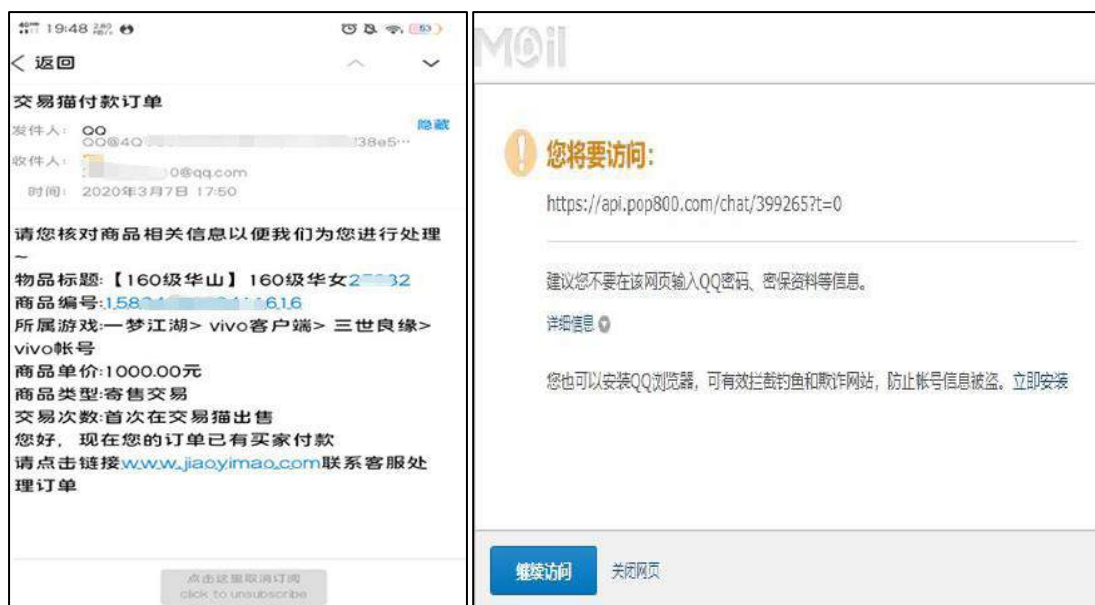 19:48
53
返回
交易猫付款订单
发件人: QQ 隐藏
QQ@40 38e5…
收件人:
0@qq.com
时间: 2020年3月7日 17:50
请您核对商品相关信息以便我们为您进行处理
~
物品标题:【160级华山】160级华女
商品编号:
所属游戏:一梦江湖> vivo客户端> 三世良缘>
vivo帐号
商品单价:1000.00元
商品类型:寄售交易
交易次数:首次在交易猫出售
您好, 现在您的订单已有买家付款
请点击链接www.jiaoyimao.com联系客服处
理订单
点击这里取消订阅
click to unsubscribe
M@il
您将要访问:
https://api.pop800.com/chat/399265?t=0
建议您不要在该网页输入QQ密码、密保资料等信息。
详细信息
您也可以安装QQ浏览器, 可有效拦截钓鱼和欺诈网站, 防止帐号信息被盗。立即安装
继续访问 关闭网页